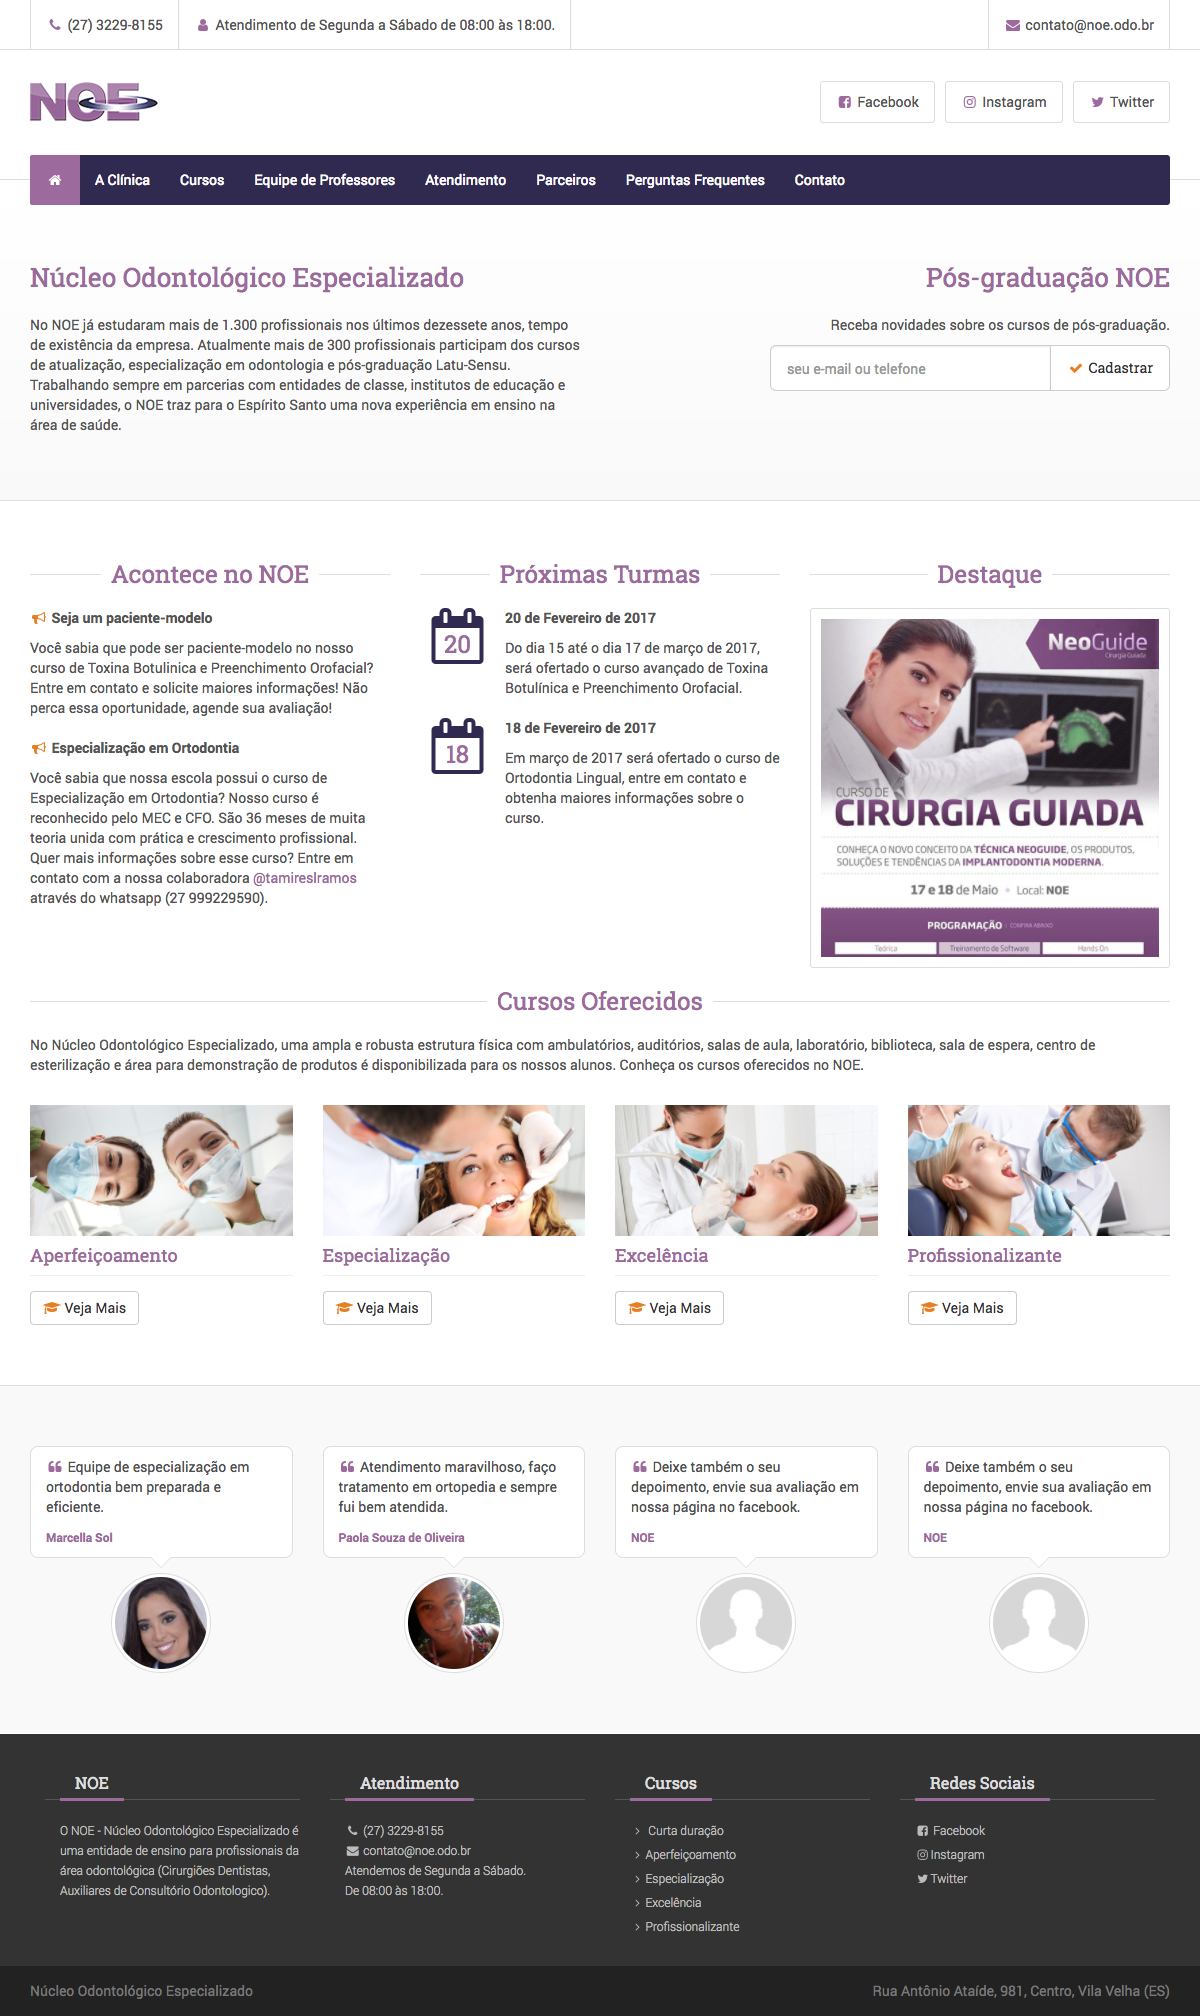 (27) 3229-8155
Atendimento de Segunda a Sábado de 08:00 às 18:00.
contato@noe.odo.br
NOE
Facebook
Instagram
Twitter
A Clínica
Cursos
Equipe de Professores
Atendimento
Parceiros
Perguntas Frequentes
Contato
Núcleo Odontológico Especializado
No NOE já estudaram mais de 1.300 profissionais nos últimos dezessete anos, tempo
de existência da empresa. Atualmente mais de 300 profissionais participam dos cursos
de atualização, especialização em odontologia e pós-graduação Latu-Sensu.
Trabalhando sempre em parcerias com entidades de classe, institutos de educação e
universidades, o NOE traz para o Espírito Santo uma nova experiência em ensino na
área de saúde.
Pós-graduação NOE
Receba novidades sobre os cursos de pós-graduação.
seu e-mail ou telefone
Cadastrar
Acontece no NOE
Seja um paciente-modelo
Você sabia que pode ser paciente-modelo no nosso
curso de Toxina Botulinica e Preenchimento Orofacial?
Entre em contato e solicite maiores informações! Não
perca essa oportunidade, agende sua avaliação!
Especialização em Ortodontia
Você sabia que nossa escola possui o curso de
Especialização em Ortodontia? Nosso curso é
reconhecido pelo MEC e CFO. São 36 meses de muita
teoria unida com prática e crescimento profissional.
Quer mais informações sobre esse curso? Entre em
contato com a nossa colaboradora @tamireslramos
através do whatsapp (27 999229590).
Próximas Turmas
20
20 de Fevereiro de 2017
Do dia 15 até o dia 17 de março de 2017,
será ofertado o curso avançado de Toxina
Botulínica e Preenchimento Orofacial.
18
18 de Fevereiro de 2017
Em março de 2017 será ofertado o curso de
Ortodontia Lingual, entre em contato e
obtenha maiores informações sobre o
curso.
Destaque
NeoGuide
Cirurgia Guiada
CURSO DE
CIRURGIA GUIADA
CONHEÇA O NOVO CONCEITO DA TÉCNICA NEOGUIDE, OS PRODUTOS,
SOLUÇÕES E TENDÊNCIAS DA IMPLANTODONTIA MODERNA.
17 e 18 de Maio • Local: NOE
PROGRAMAÇÃO | CONFIRA ABAIXO
Teórica
Treinamento de Software
Hands On
Cursos Oferecidos
No Núcleo Odontológico Especializado, uma ampla e robusta estrutura física com ambulatórios, auditórios, salas de aula, laboratório, biblioteca, sala de espera, centro de
esterilização e área para demonstração de produtos é disponibilizada para os nossos alunos. Conheça os cursos oferecidos no NOE.
Aperfeiçoamento
Veja Mais
Especialização
Veja Mais
Excelência
Veja Mais
Profissionalizante
Veja Mais
Equipe de especialização em
ortodontia bem preparada e
eficiente.
Marcella Sol
Atendimento maravilhoso, faço
tratamento em ortopedia e sempre
fui bem atendida.
Paola Souza de Oliveira
Deixe também o seu
depoimento, envie sua avaliação em
nossa página no facebook.
NOE
Deixe também o seu
depoimento, envie sua avaliação em
nossa página no facebook.
NOE
NOE
O NOE - Núcleo Odontológico Especializado é
uma entidade de ensino para profissionais da
área odontológica (Cirurgiões Dentistas,
Auxiliares de Consultório Odontologico).
Atendimento
(27) 3229-8155
contato@noe.odo.br
Atendemos de Segunda a Sábado.
De 08:00 às 18:00.
Cursos
Curta duração
Aperfeiçoamento
Especialização
Excelência
Profissionalizante
Redes Sociais
Facebook
Instagram
Twitter
Núcleo Odontológico Especializado
Rua Antônio Ataíde, 981, Centro, Vila Velha (ES)